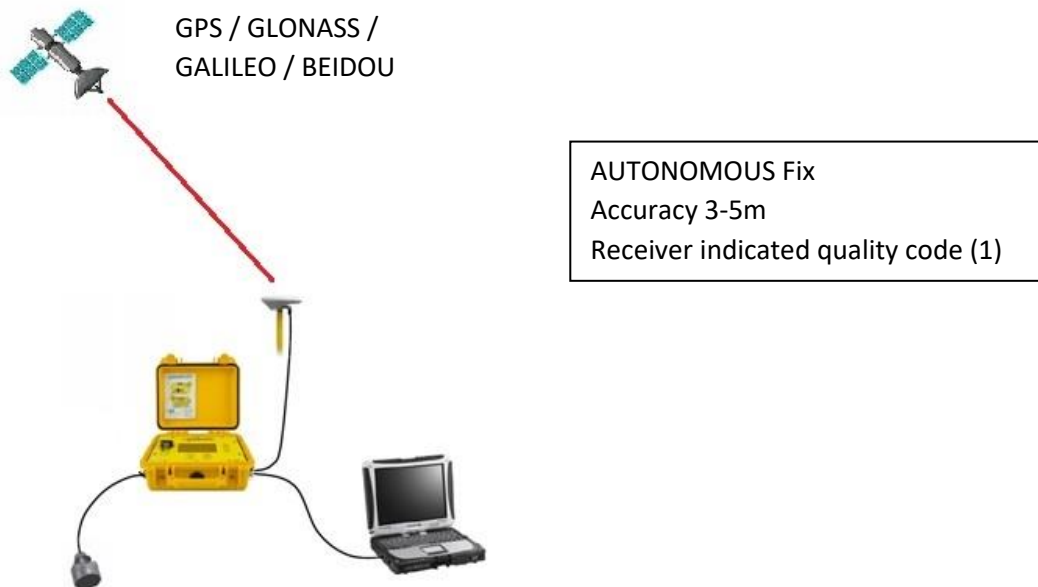 GPS / GLONASS /
GALILEO / BEIDOU
AUTONOMOUS Fix
Accuracy 3-5m
Receiver indicated quality code (1)